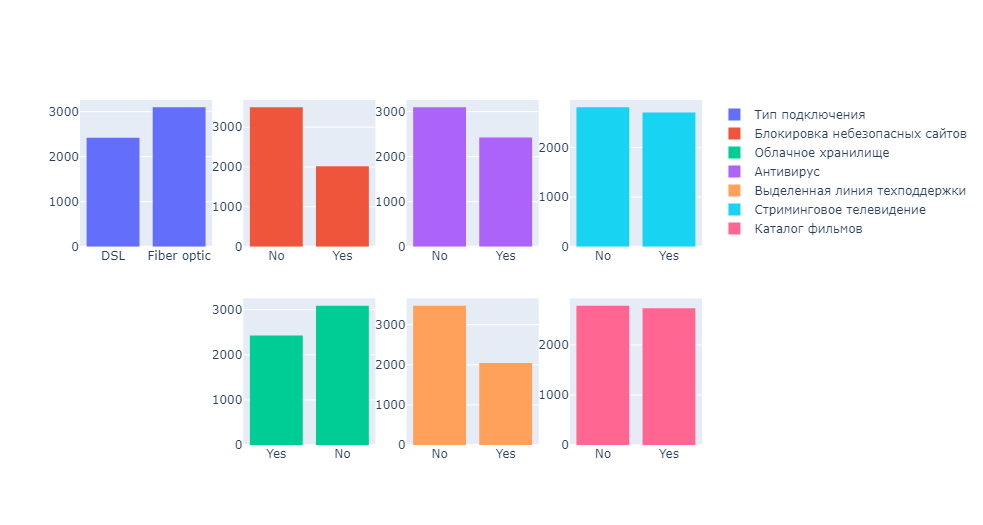 3000
2000
1000
0
DSL Fiber optic
3000
2000
1000
0
No Yes
3000
2000
1000
0
No Yes
2000
1000
0
No Yes
Тип подключения
Блокировка небезопасных сайтов
Облачное хранилище
Антивирус
Выделенная линия техподдержки
Стриминговое телевидение
Каталог фильмов
3000
2000
1000
0
Yes No
3000
2000
1000
0
No Yes
2000
1000
0
No Yes